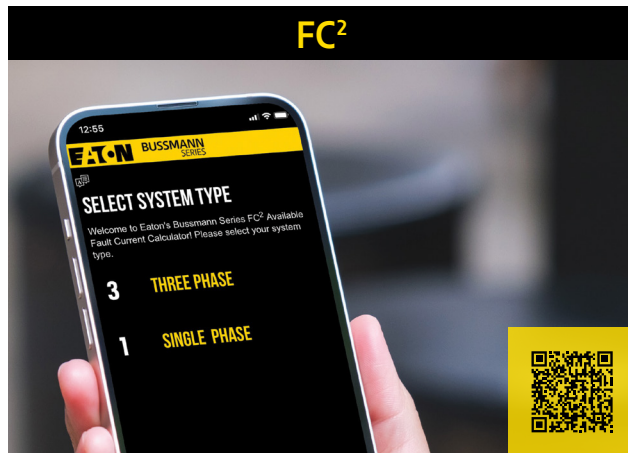 FC²
12:55
EATON BUSSMANN
SERIES
SELECT SYSTEM TYPE
Welcome to Eaton's Bussmann Series FC² Available
Fault Current Calculator! Please select your system
type.
3 THREE PHASE
1 SINGLE PHASE